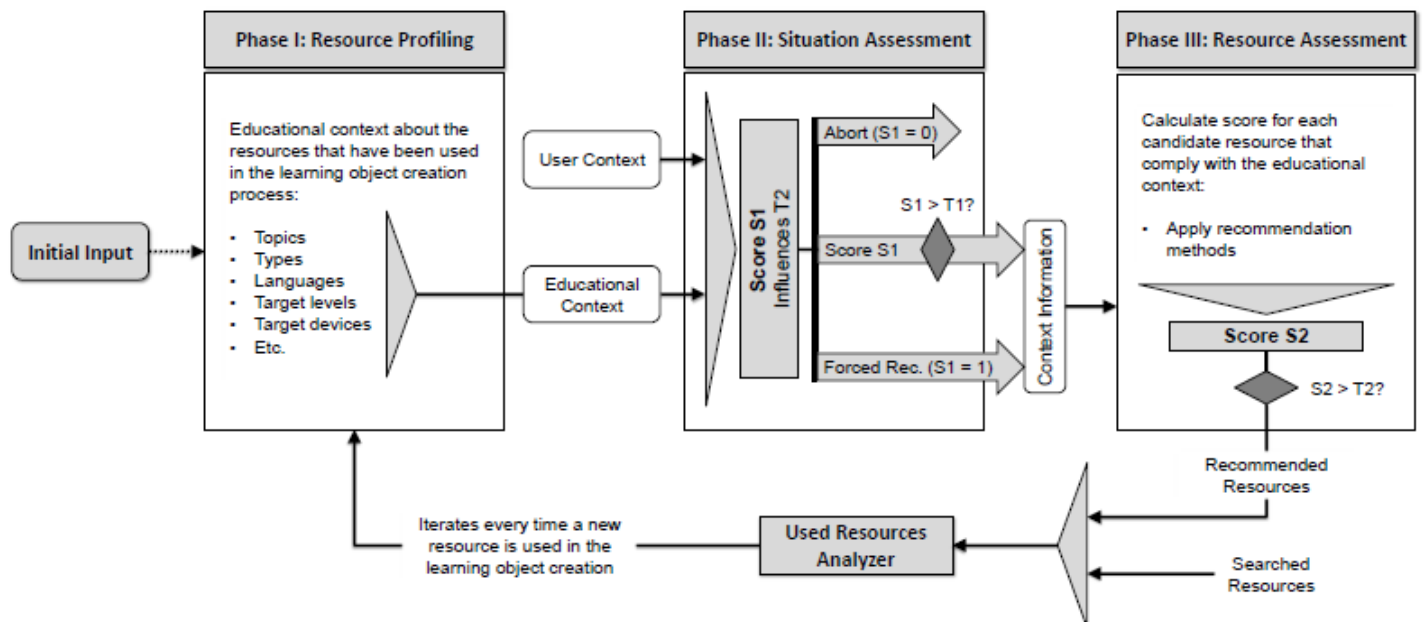 Phase I: Resource Profiling
Educational context about the
resources that have been used
in the learning object creation
process:
• Topics
• Types
• Languages
• Target levels
• Target devices
• Etc.
Initial Input
User Context
Educational
Context
Phase II: Situation Assessment
Score S1
Influences T2
Abort (S1 = 0)
S1 > T1?
Score S1
Forced Rec. (S1 = 1)
Context Information
Phase III: Resource Assessment
Calculate score for each
candidate resource that
comply with the educational
context:
• Apply recommendation
methods
Score S2
S2 > T2?
Recommended
Resources
Searched
Resources
Used Resources
Analyzer
Iterates every time a new
resource is used in the
learning object creation